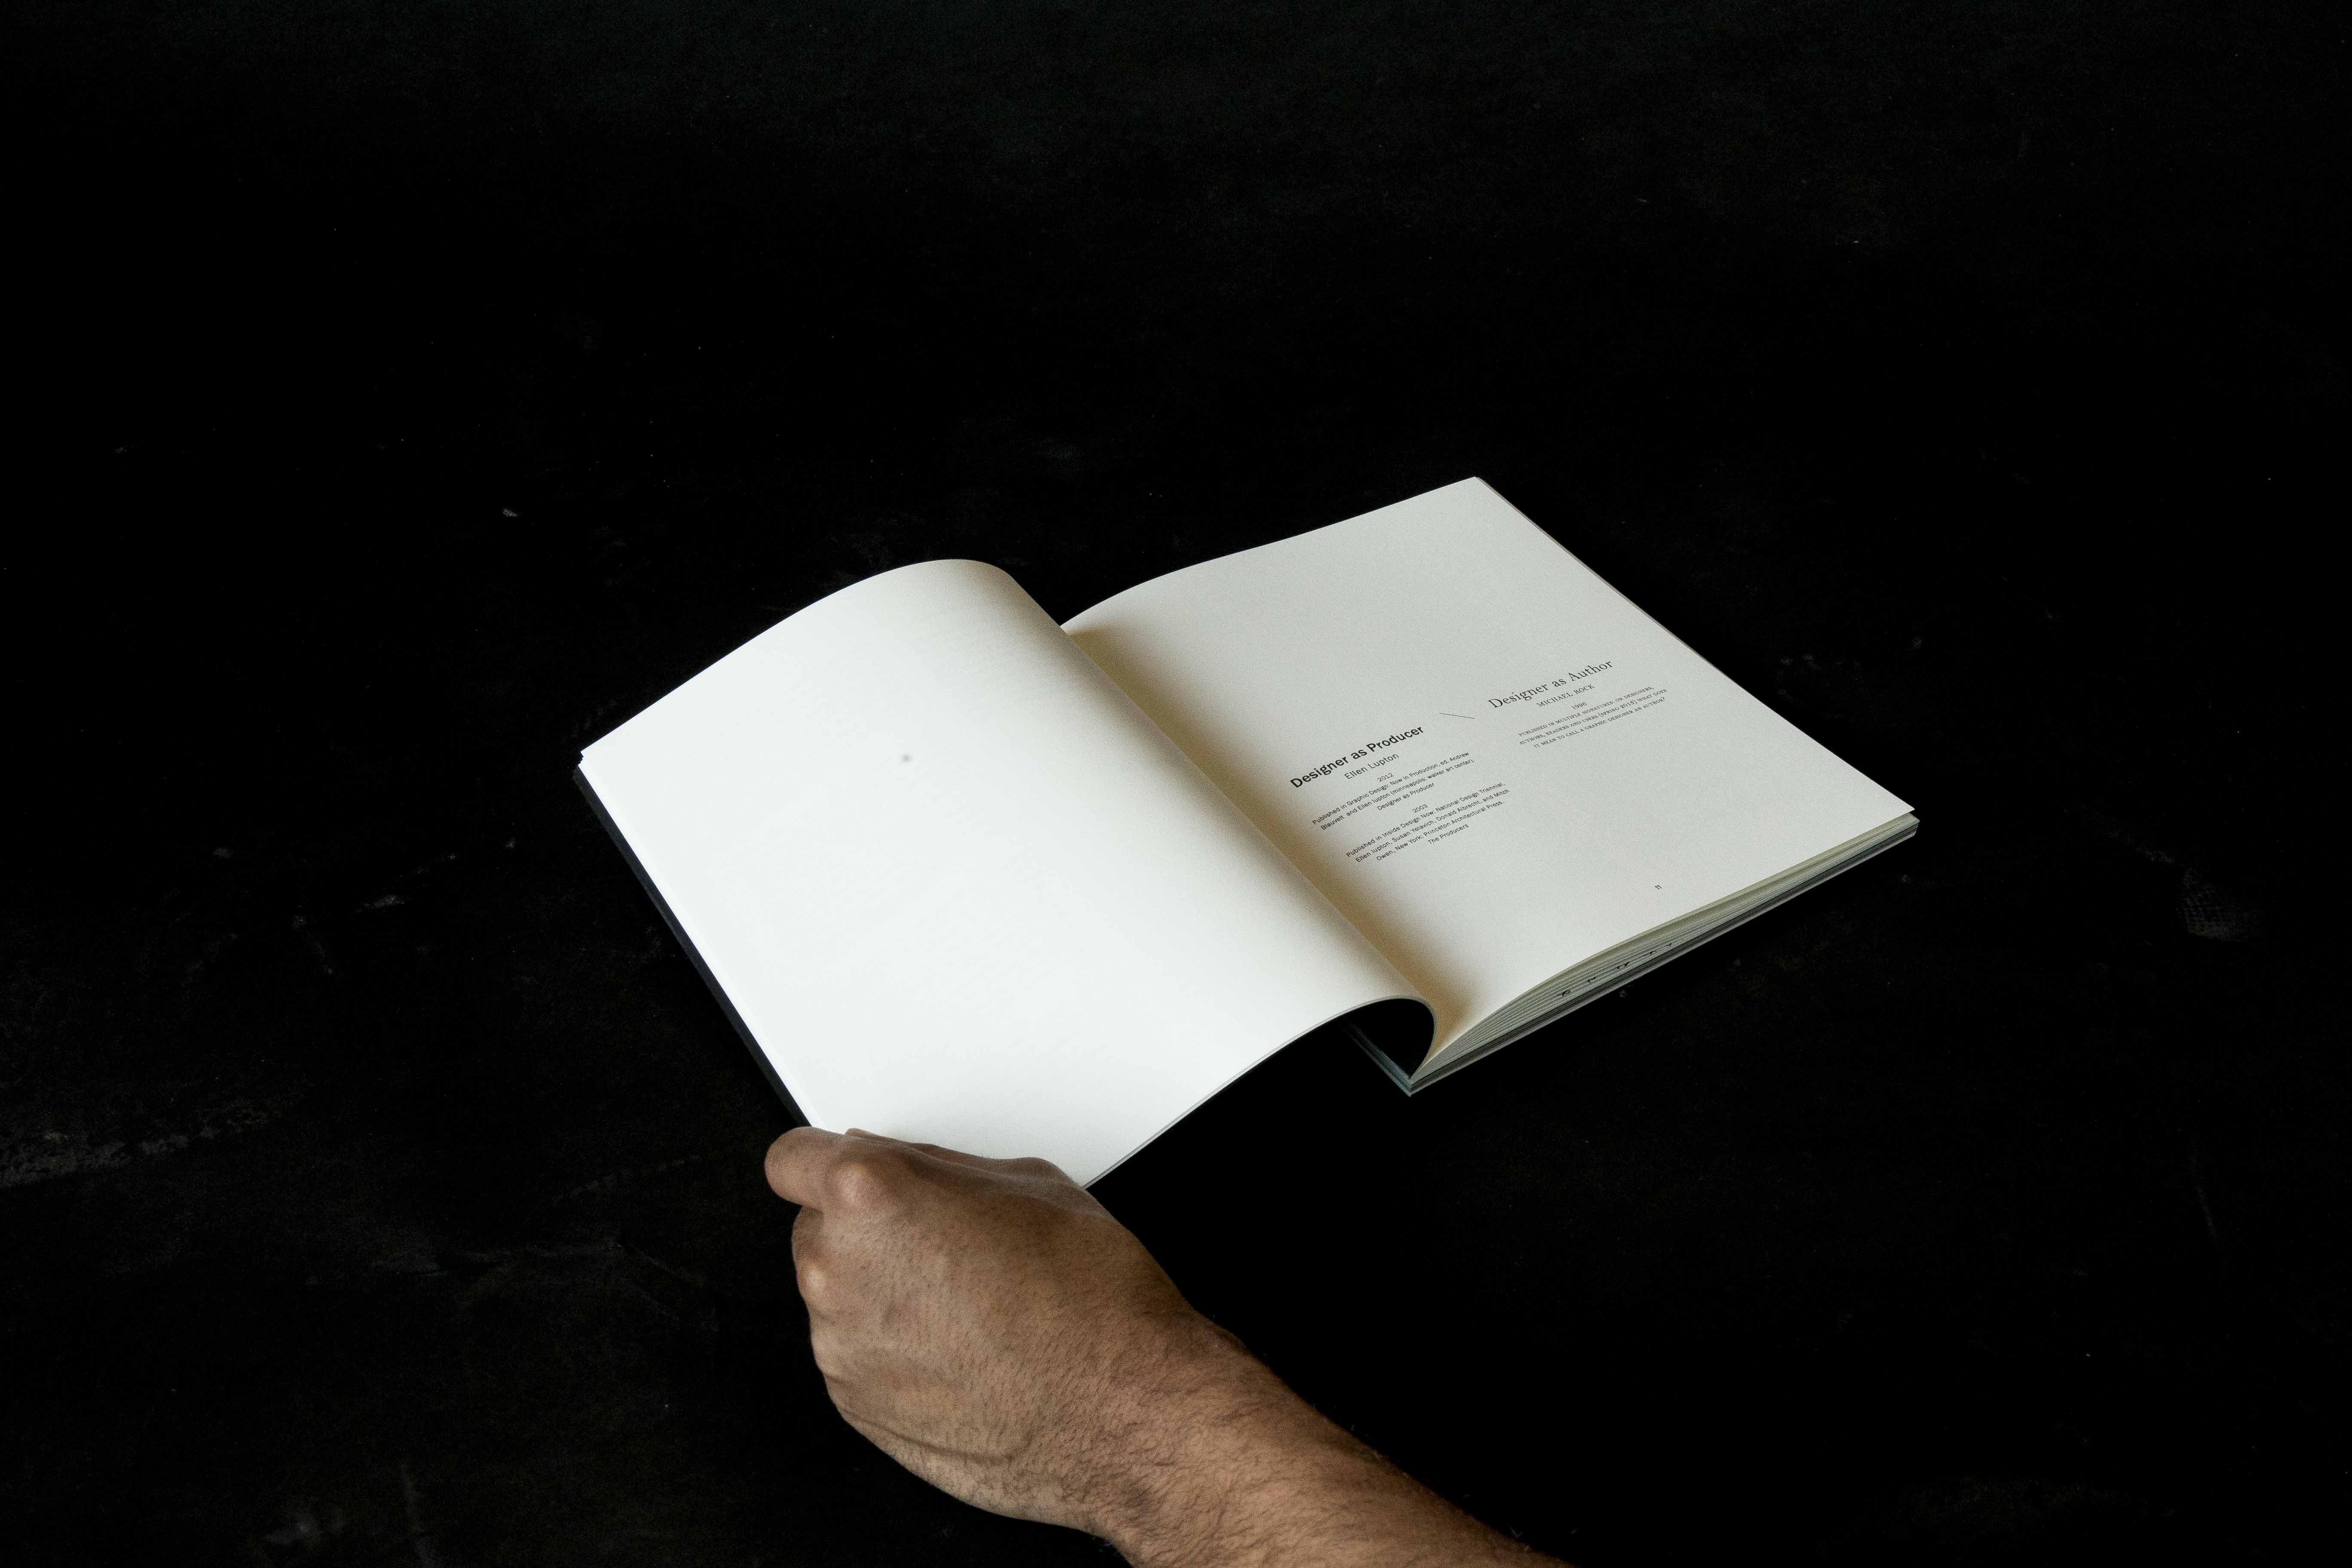 Designer as Producer
Ellen Lupton
2012
Published in Graphic Design: Now in Production, ed. Andrew
Blauvelt and Ellen lupton (minneapolis: walker art center).
Designer as Producer
2003
Published in Inside Design Now: National Design Triennial,
Ellen lupton, Susan Yelavich, Donald Albrecht, and Mitch
Owen, New York: Princeton Architectural Press.
The Producers
Designer as Author
MICHAEL ROCK
1996
PUBLISHED IN MULTIPLE SIGNATURES: ON DESIGNERS,
AUTHORS, READERS AND USERS (SPRING 2013) WHAT DOES
IT MEAN TO CALL A GRAPHIC DESIGNER AN AUTHOR?
11